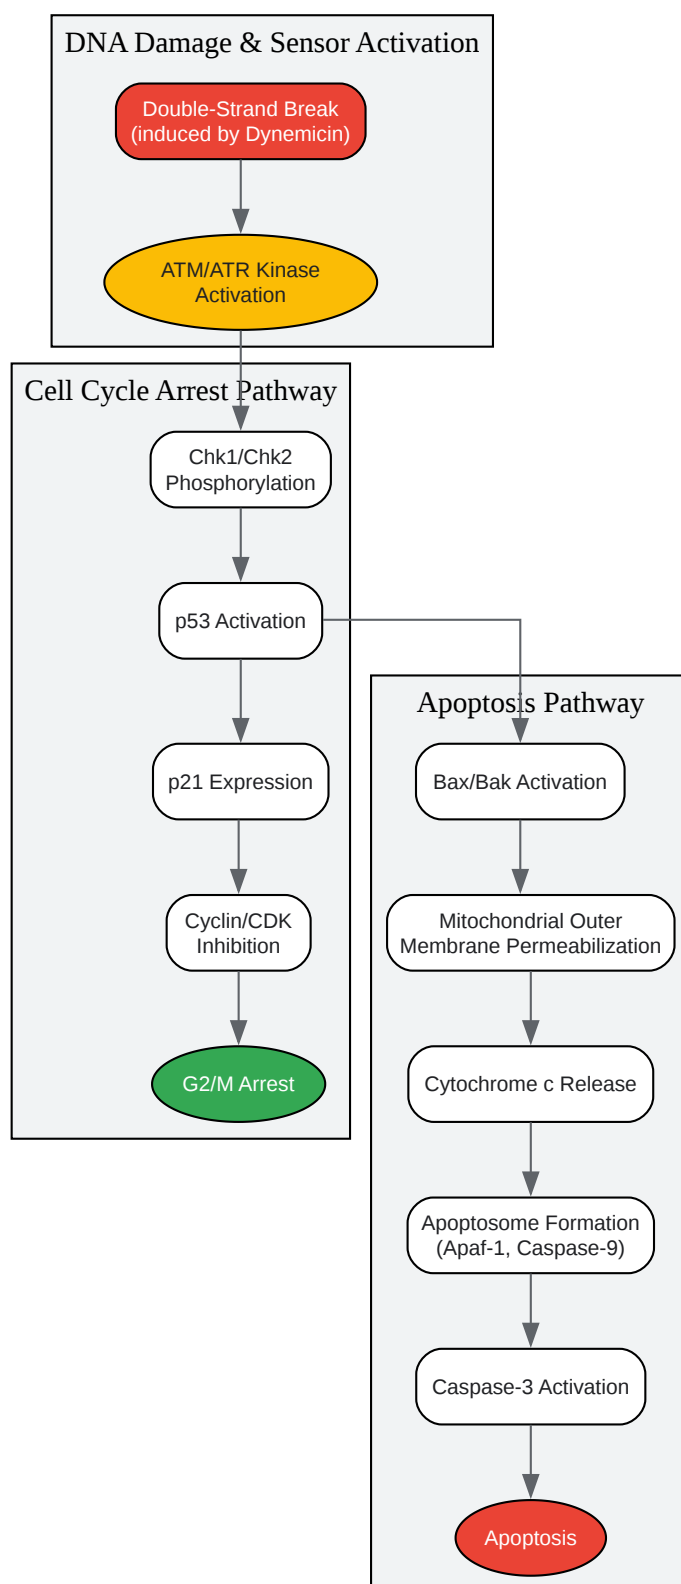 DNA Damage & Sensor Activation
Double-Strand Break
(induced by Dynemicin)
ATM/ATR Kinase
Activation
Cell Cycle Arrest Pathway
Chk1/Chk2
Phosphorylation
p53 Activation
p21 Expression
Cyclin/CDK
Inhibition
G2/M Arrest
Apoptosis Pathway
Bax/Bak Activation
Mitochondrial Outer
Membrane Permeabilization
Cytochrome c Release
Apoptosome Formation
(Apaf-1, Caspase-9)
Caspase-3 Activation
Apoptosis